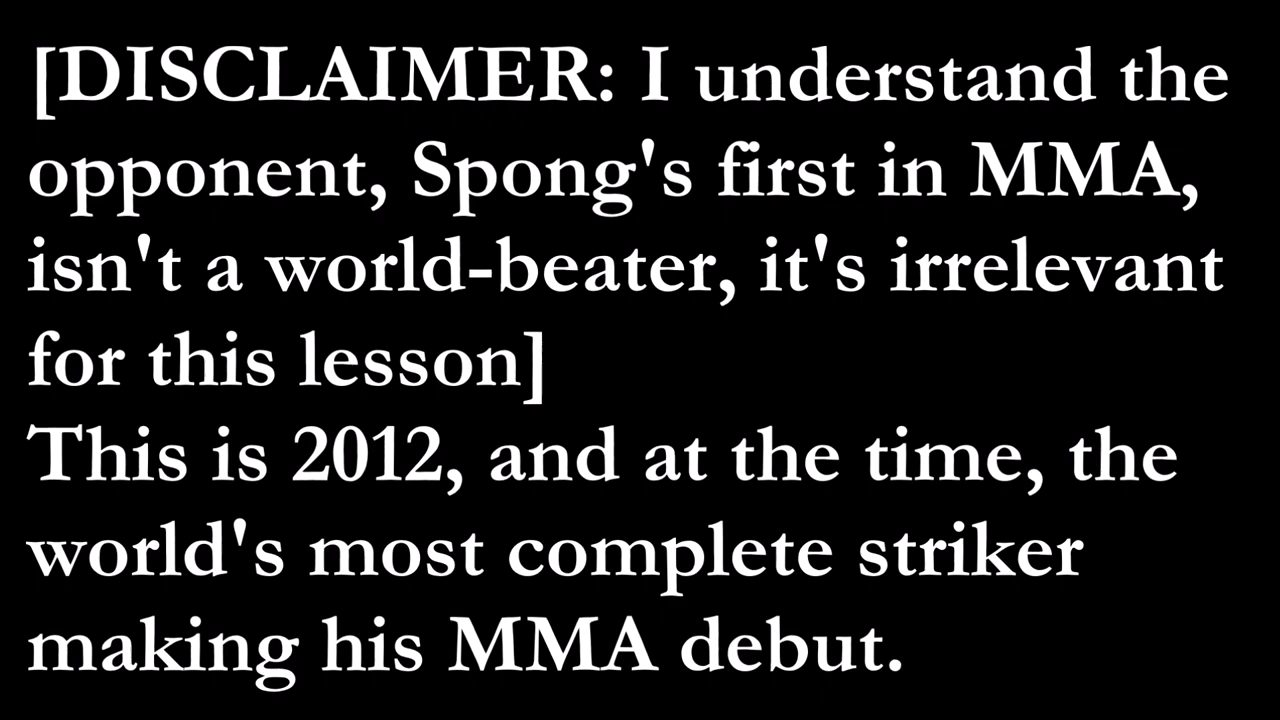 [DISCLAIMER: I understand the
opponent, Spong's first in MMA,
isn't a world-beater, it's irrelevant
for this lesson]
This is 2012, and at the time, the
world's most complete striker
making his MMA debut.